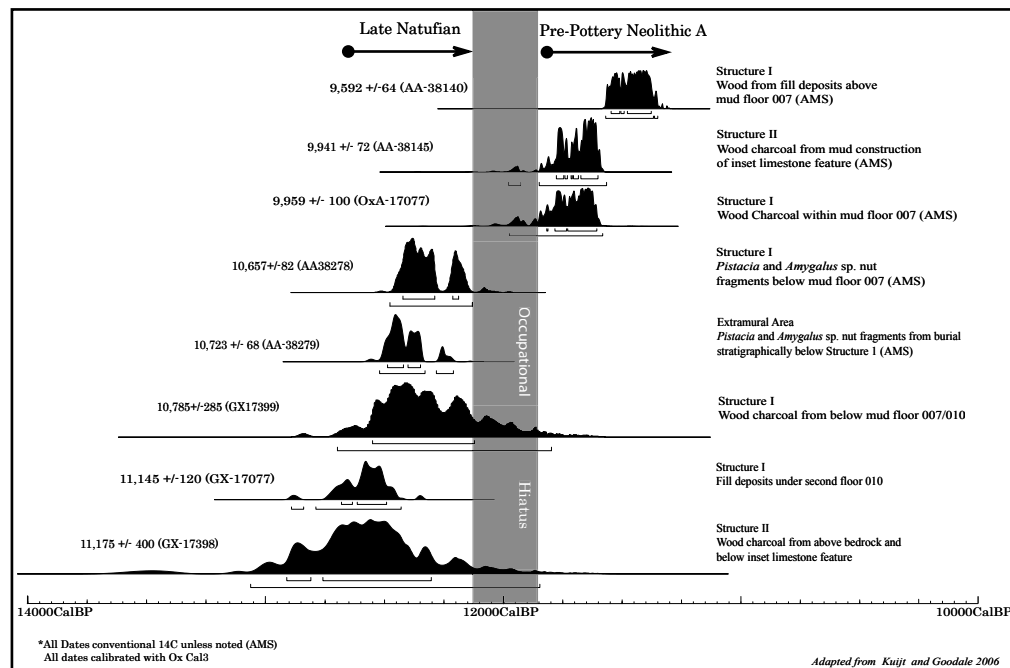 Late Natufian
Pre-Pottery Neolithic A
9,592 +/-64 (AA-38140)
Structure I
Wood from fill deposits above
mud floor 007 (AMS)
9,941 +/- 72 (AA-38145)
Structure II
Wood charcoal from mud construction
of inset limestone feature (AMS)
9,959 +/- 100 (OxA-17077)
Structure I
Wood Charcoal within mud floor 007 (AMS)
10,657+/-82 (AA38278)
Structure I
Pistacia and Amygalus sp. nut
fragments below mud floor 007 (AMS)
10,723 +/- 68 (AA-38279)
Extramural Area
Pistacia and Amygalus sp. nut fragments from burial
stratigraphically below Structure 1 (AMS)
10,785+/-285 (GX17399)
Structure I
Wood charcoal from below mud floor 007/010
11,145 +/-120 (GX-17077)
Structure I
Fill deposits under second floor 010
11,175 +/- 400 (GX-17398)
Structure II
Wood charcoal from above bedrock and
below inset limestone feature
Occupational
Hiatus
14000CalBP
12000CalBP
10000CalBP
*All Dates conventional 14C unless noted (AMS)
All dates calibrated with Ox Cal3
Adapted from Kuijt and Goodale 2006